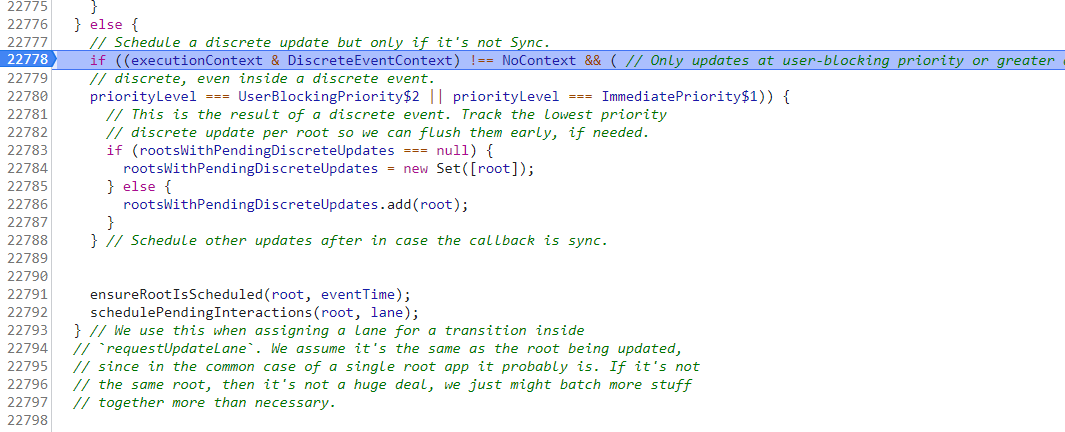 22775 }
22776 } else {
22777 // Schedule a discrete update but only if it's not Sync.
22778 if ((executionContext & DiscreteEventContext) !== NoContext && ( // Only updates at user-blocking priority or greater
22779 // discrete, even inside a discrete event.
22780 priorityLevel === UserBlockingPriority$2 || priorityLevel === ImmediatePriority$1)) {
22781 // This is the result of a discrete event. Track the lowest priority
22782 // discrete update per root so we can flush them early, if needed.
22783 if (rootsWithPendingDiscreteUpdates === null) {
22784 rootsWithPendingDiscreteUpdates = new Set([root]);
22785 } else {
22786 rootsWithPendingDiscreteUpdates.add(root);
22787 }
22788 } // Schedule other updates after in case the callback is sync.
22789
22790
22791 ensureRootIsScheduled(root, eventTime);
22792 schedulePendingInteractions(root, lane);
22793 } // We use this when assigning a lane for a transition inside
22794 // `requestUpdateLane`. We assume it's the same as the root being updated,
22795 // since in the common case of a single root app it probably is. If it's not
22796 // the same root, then it's not a huge deal, we just might batch more stuff
22797 // together more than necessary.
22798